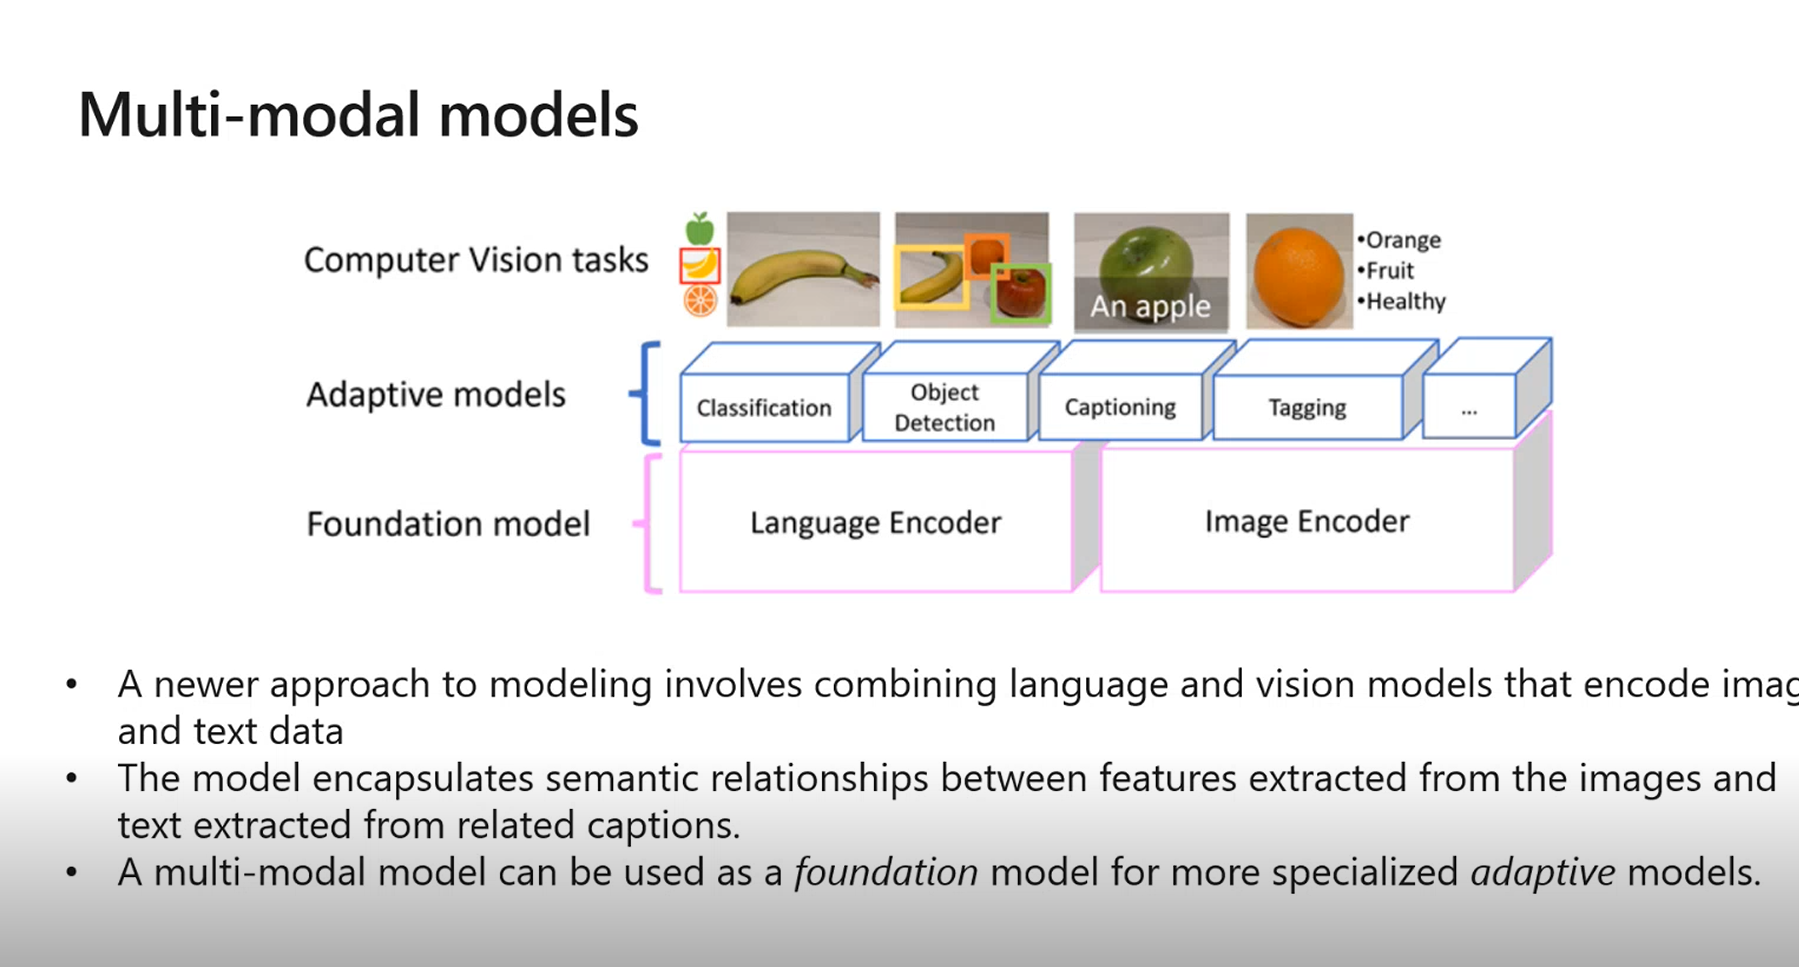 Multi-modal models
Computer Vision tasks
An apple
•Orange
•Fruit
•Healthy
Adaptive models
Classification
Object
Detection
Captioning
Tagging
...
Foundation model
Language Encoder
Image Encoder
• A newer approach to modeling involves combining language and vision models that encode imag
and text data
• The model encapsulates semantic relationships between features extracted from the images and
text extracted from related captions.
• A multi-modal model can be used as a foundation model for more specialized adaptive models.